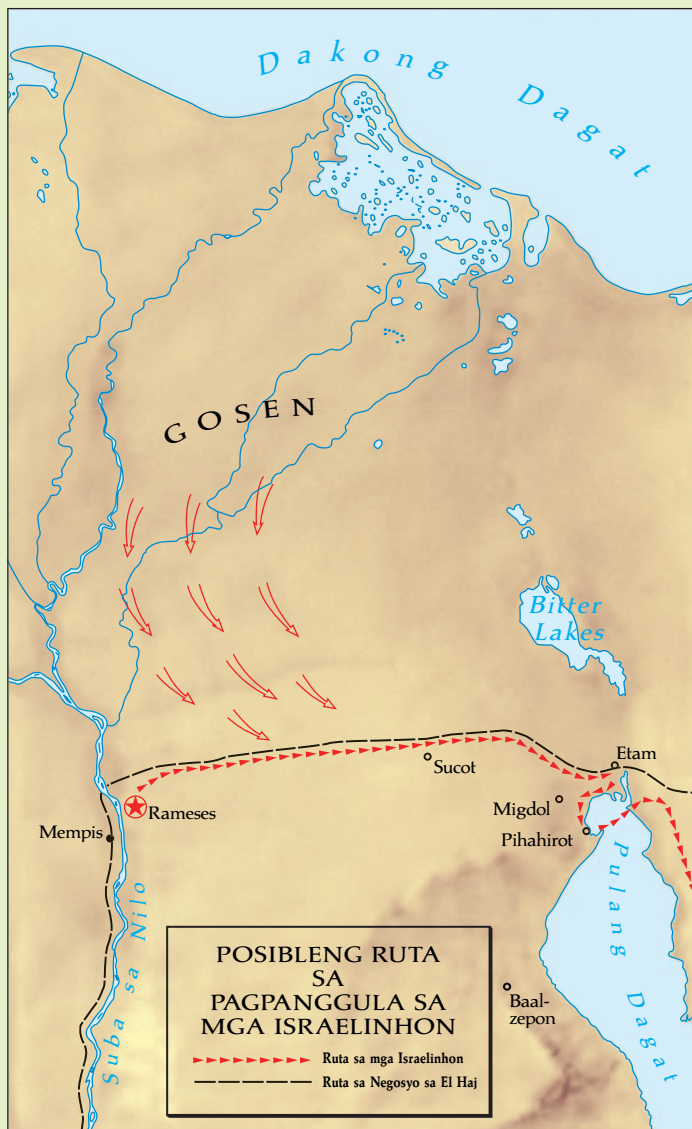 Dakong Dagat
GOSEN
Bitter
Lakes
Etam
Sucot
Migdol
Rameses
Pihahirot
Mempis
Suba sa Nilo
Pulang Dagat
POSIBLENG RUTA
SA
PAGPANGGULA SA
MGA ISRAELINHON
Baal-
zepon
Ruta sa mga Israelinhon
Ruta sa Negosyo sa El Haj